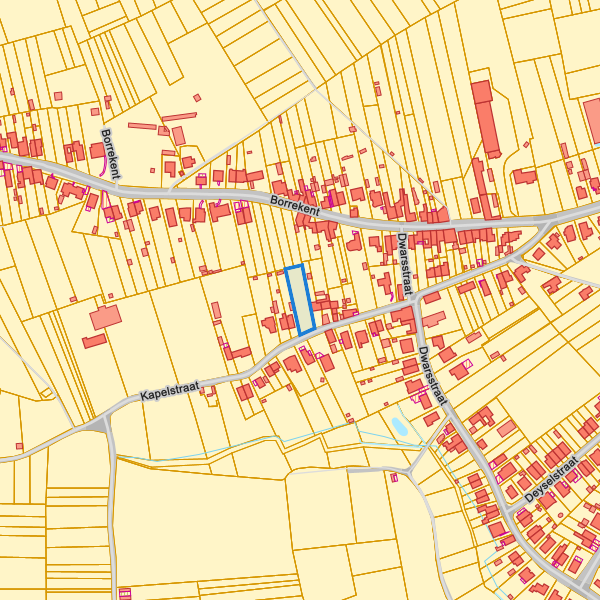 Borrekent
Borrekent
Dwarsstraat
Dwarsstraat
Kapelstraat
Deyselstraat